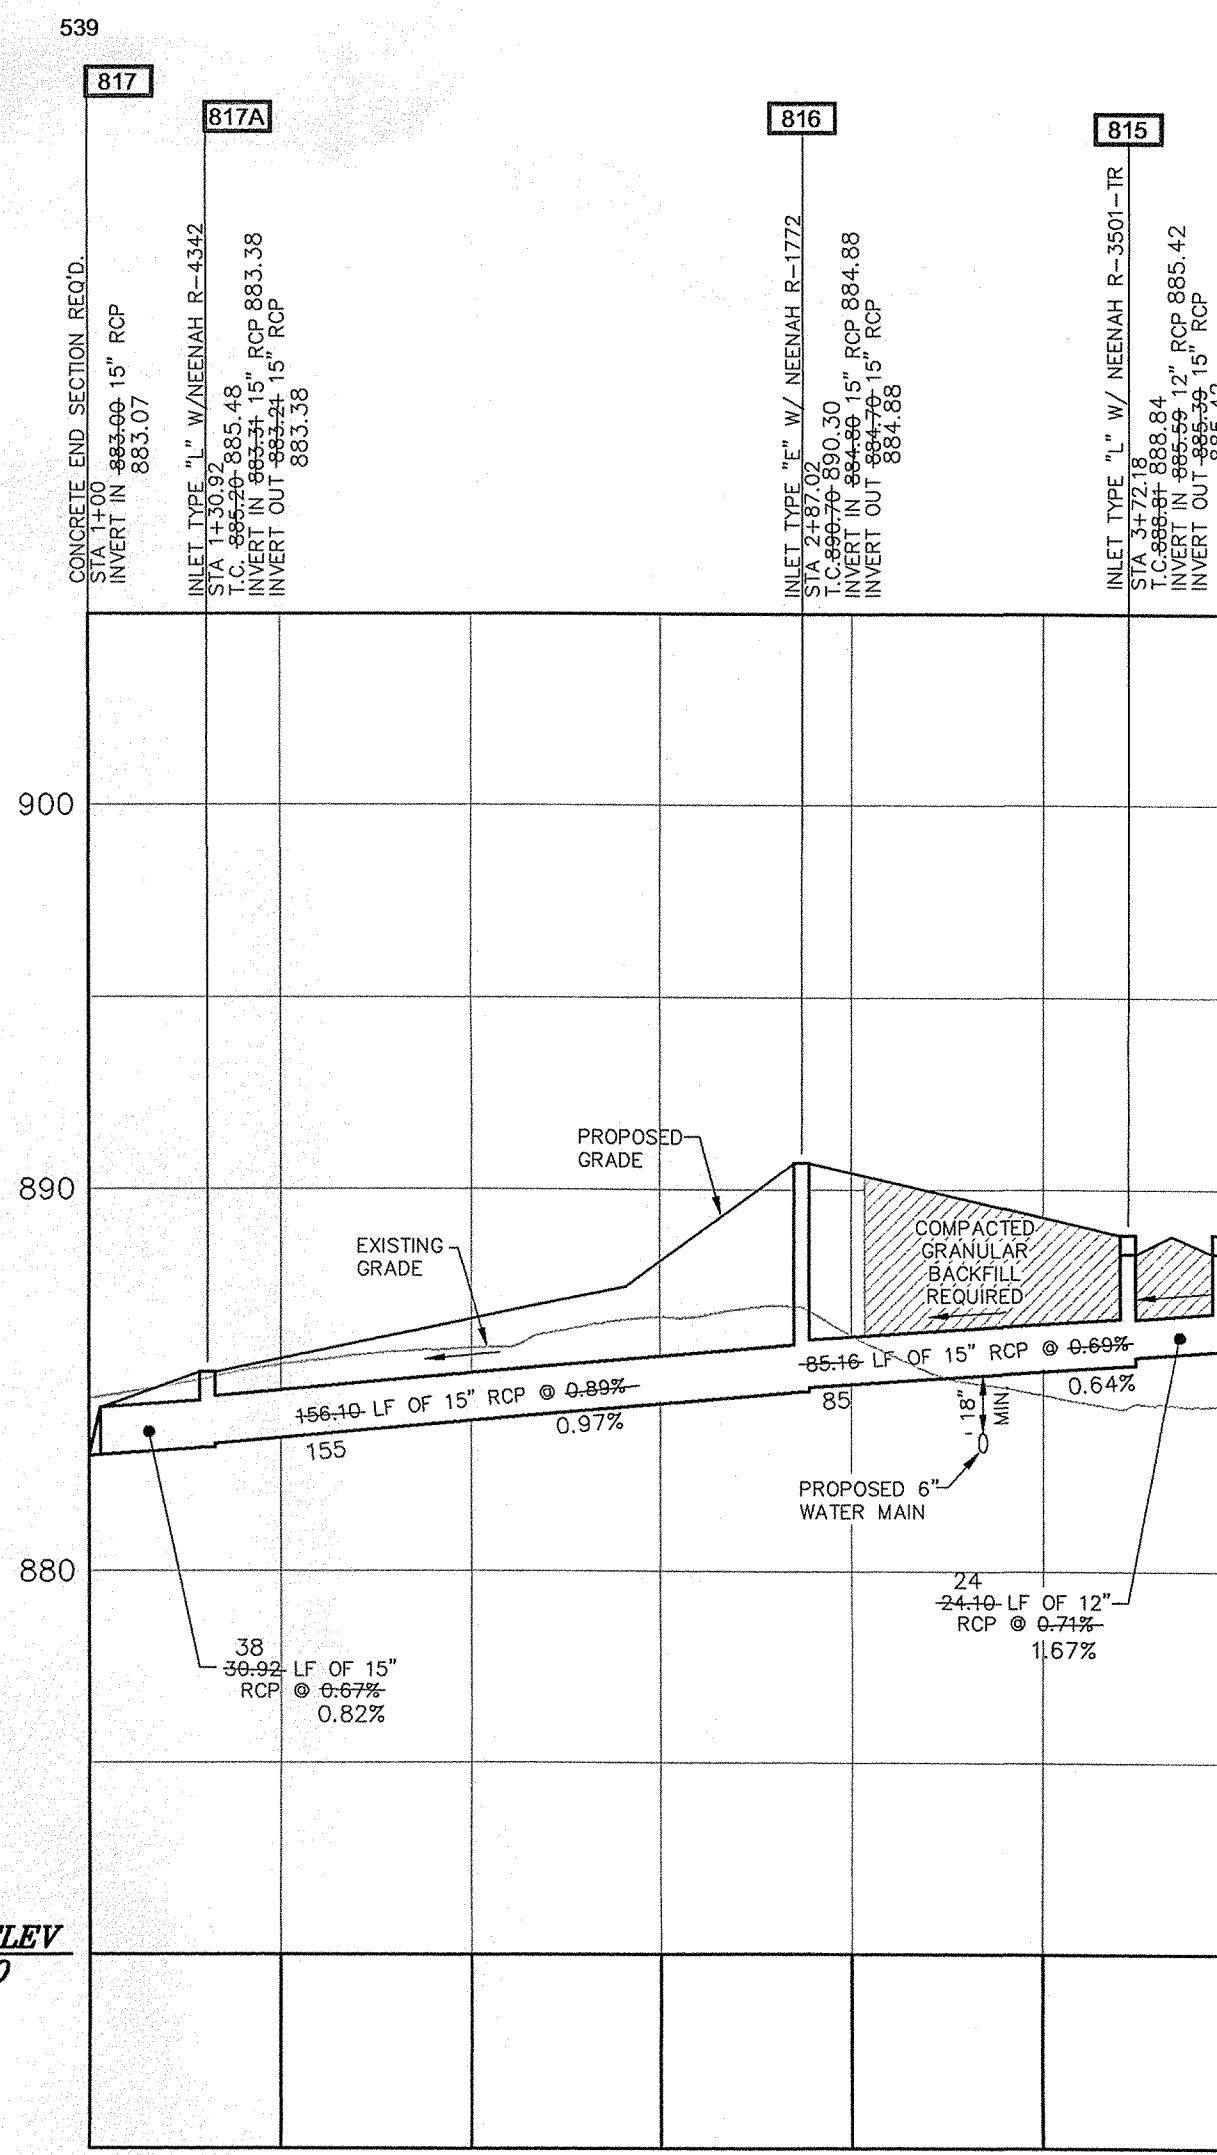 539
817
817A
816
815
CONCRETE END SECTION REQ'D.
STA 1+00
INVERT IN 883.00 15" RCP
883.07
INLET TYPE "L" W/NEENAH R-4342
STA 1+30.92
T.C. 885.20 885.48
INVERT IN 883.31 15" RCP 883.38
INVERT OUT 883.21 15" RCP
883.38
INLET TYPE "E" W/ NEENAH R-1772
STA 2+87.02
T.C. 890.70 890.30
INVERT IN 884.80 15" RCP 884.88
INVERT OUT 884.70 15" RCP
884.88
INLET TYPE "L" W/ NEENAH R-3501-TR
STA 3+72.18
T.C. 888.81 888.84
INVERT IN 885.59 12" RCP 885.42
INVERT OUT 885.39 15" RCP
900
890
880
PROPOSED
GRADE
EXISTING
GRADE
COMPACTED
GRANULAR
BACKFILL
REQUIRED
85.16 LF OF 15" RCP @ 0.69%
85
0.64%
156.10 LF OF 15" RCP @ 0.89%
155
0.97%
18"
MIN.
PROPOSED 6"
WATER MAIN
24
24.10 LF OF 12"
RCP @ 0.71%
1.67%
38
30.92 LF OF 15"
RCP @ 0.67%
0.82%